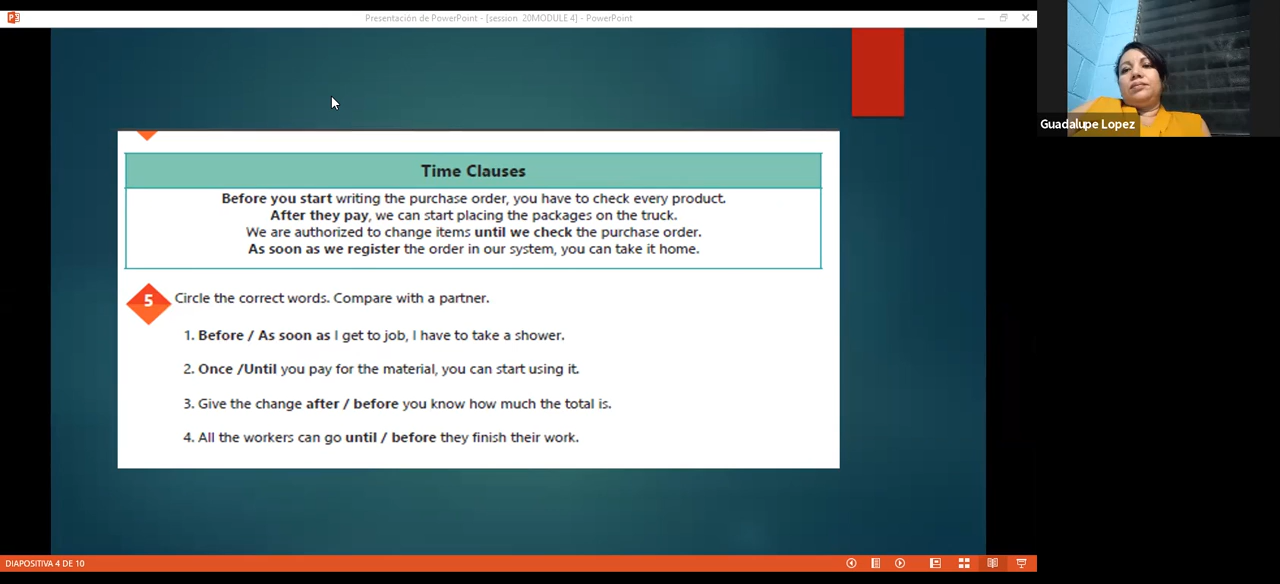 Presentación de PowerPoint - [session 20MODULE 4] - PowerPoint
Guadalupe Lopez
Time Clauses
Before you start writing the purchase order, you have to check every product.
After they pay, we can start placing the packages on the truck.
We are authorized to change items until we check the purchase order.
As soon as we register the order in our system, you can take it home.
5 Circle the correct words. Compare with a partner.
1. Before / As soon as I get to job, I have to take a shower.
2. Once /Until you pay for the material, you can start using it.
3. Give the change after / before you know how much the total is.
4. All the workers can go until / before they finish their work.
DIAPOSITIVA 4 DE 10